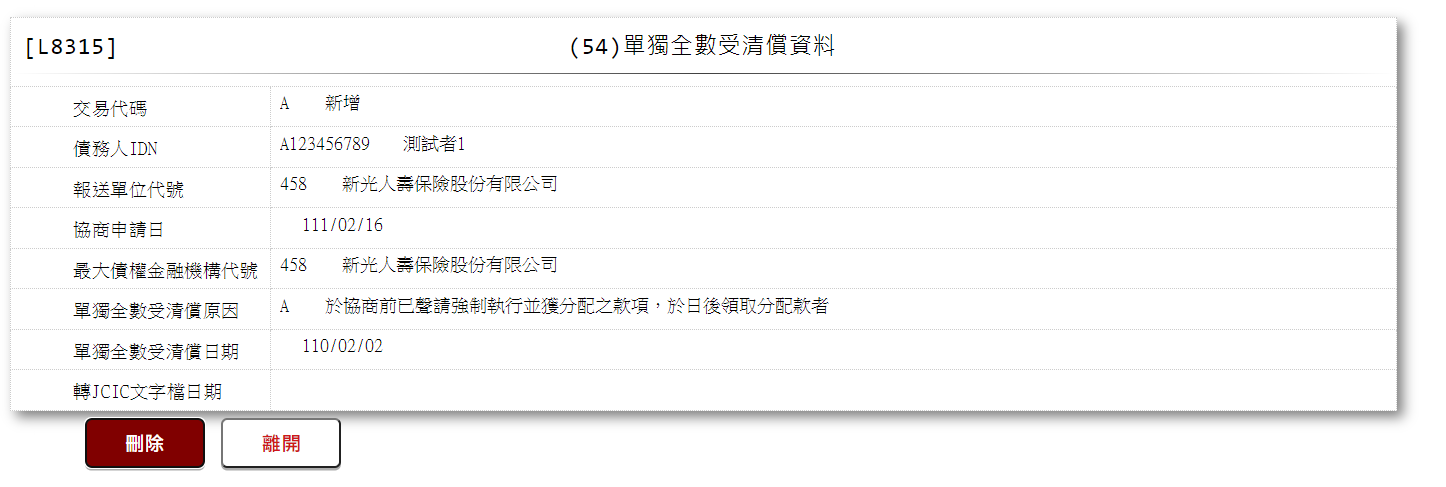 [L8315] (54)單獨全數受清償資料
交易代碼 A 新增
債務人IDN A123456789 測試者1
報送單位代號 458 新光人壽保險股份有限公司
協商申請日 111/02/16
最大債權金融機構代號 458 新光人壽保險股份有限公司
單獨全數受清償原因 A 於協商前已聲請強制執行並獲分配之款項，於日後領取分配款者
單獨全數受清償日期 110/02/02
轉JCIC文字檔日期
刪除 離開